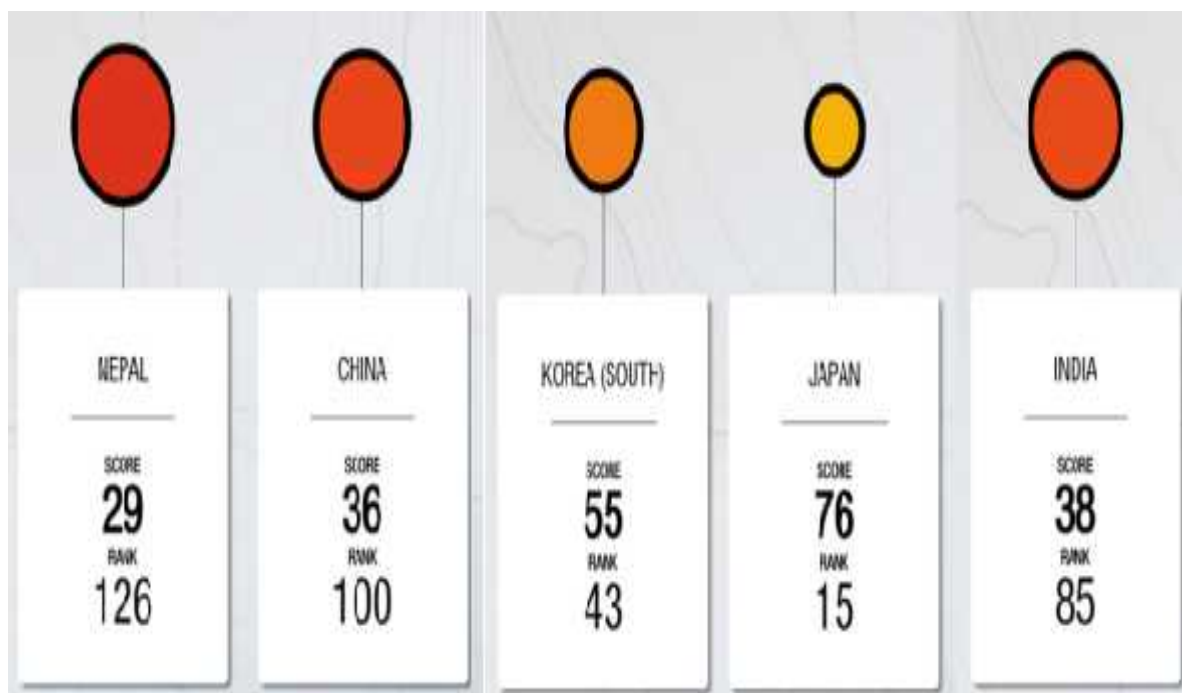 NEPAL
SCORE
29
RANK
126
CHINA
SCORE
36
RANK
100
KOREA (SOUTH)
SCORE
55
RANK
43
JAPAN
SCORE
76
RANK
15
INDIA
SCORE
38
RANK
85